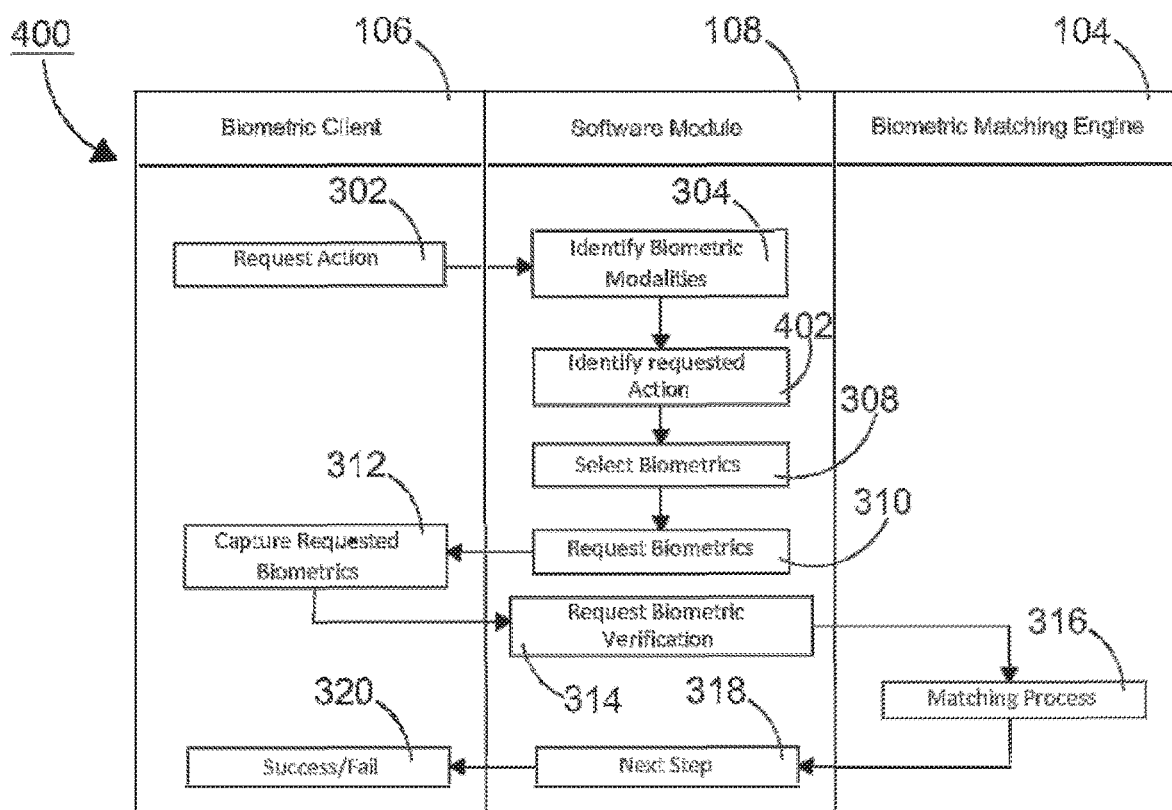 400
106
108
104
Biometric Client
Software Module
Biometric Matching Engine
302
304
Request Action
Identify Biometric
Modalities
402
Identify requested
Action
308
Select Biometrics
312
310
Capture Requested
Biometrics
Request Biometrics
Request Biometric
Verification
314
316
Matching Process
320
318
Success/Fail
Next Step